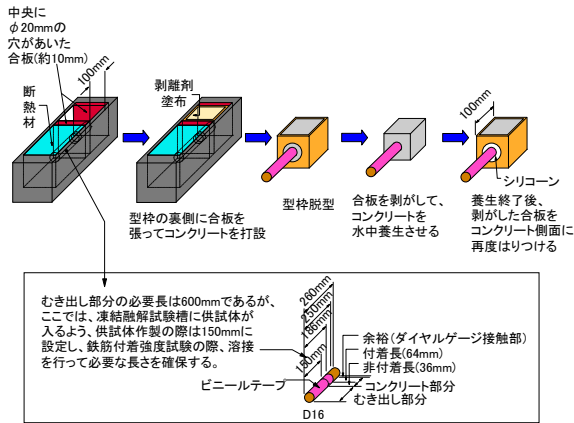 中央に
φ20mmの
穴があいた
合板(約10mm)
100mm
断
熱
材
剥離剤
塗布
100mm
シリコーン
型枠の裏側に合板を
張ってコンクリートを打設
型枠脱型
合板を剥がして、
コンクリートを
水中養生させる
養生終了後、
剥がした合板を
コンクリート側面に
再度はりつける
むき出し部分の必要長は600mmであるが、
ここでは、凍結融解試験槽に供試体が
入るよう、供試体作製の際は150mmに
設定し、鉄筋付着強度試験の際、溶接
を行って必要な長さを確保する。
260mm
250mm
186mm
150mm
ビニールテープ
余裕(ダイヤルゲージ接触部)
付着長(64mm)
非付着長(36mm)
コンクリート部分
むき出し部分
D16